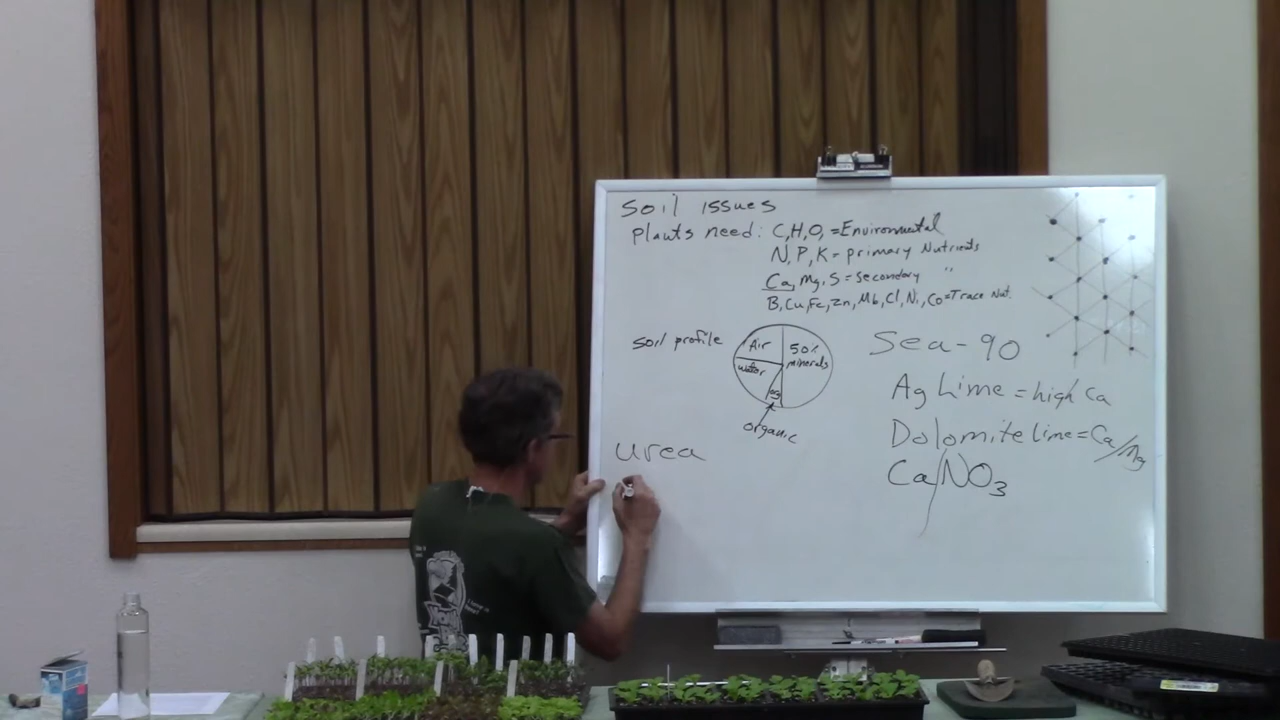 Soil issues
plants need: C, H, O, = Environmental
N, P, K = primary Nutrients
Ca, Mg, S = Secondary "
B, Cu, Fe, Zn, Mb, Cl, Ni, Co = Trace Nut.
soil profile
Air
50% minerals
water
org
organic
Sea-90
Ag Lime = high Ca
Dolomite Lime = Ca/Mg
Ca/NO3
urea